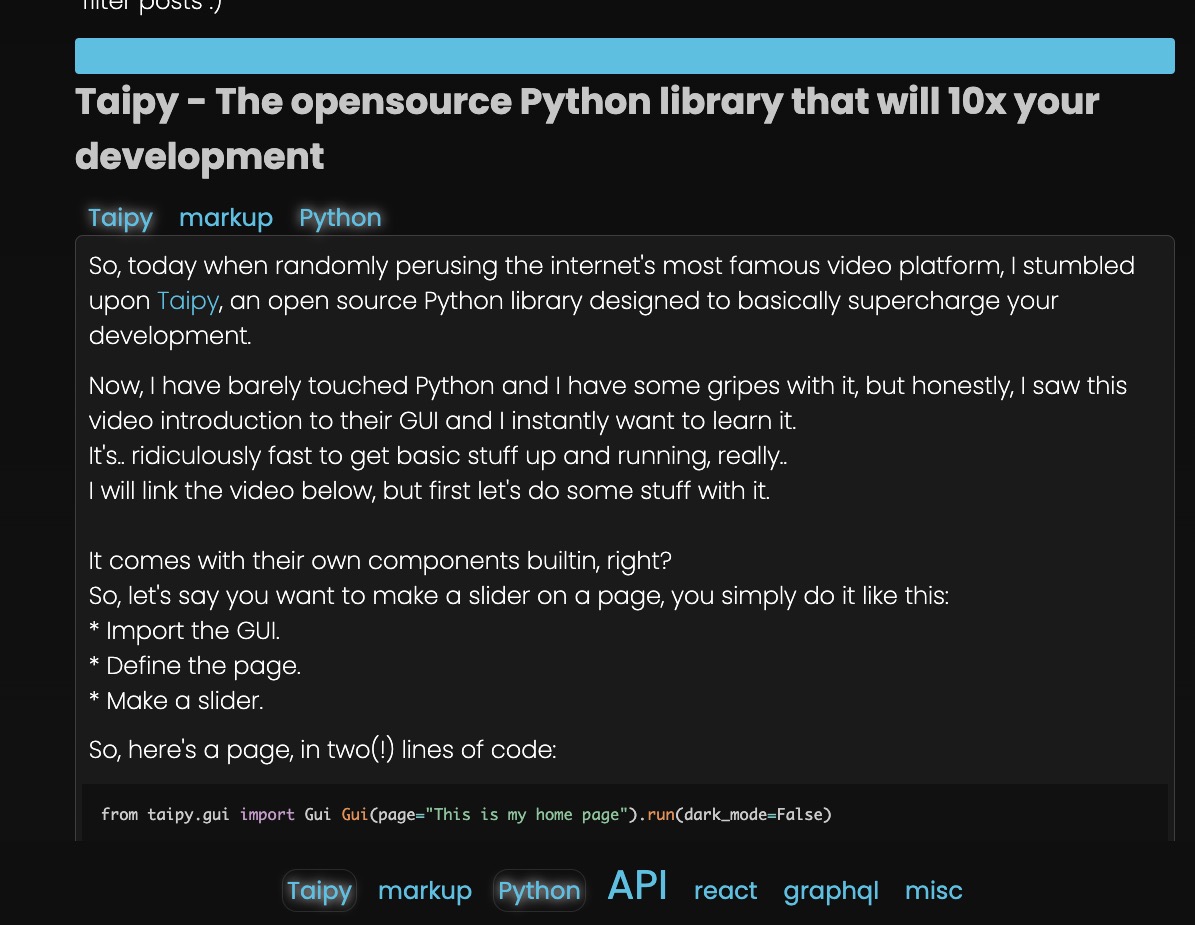 filter posts :)
Taipy - The opensource Python library that will 10x your
development
Taipy markup Python
So, today when randomly perusing the internet's most famous video platform, I stumbled
upon Taipy, an open source Python library designed to basically supercharge your
development.
Now, I have barely touched Python and I have some gripes with it, but honestly, I saw this
video introduction to their GUI and I instantly want to learn it.
It's.. ridiculously fast to get basic stuff up and running, really..
I will link the video below, but first let's do some stuff with it.
It comes with their own components builtin, right?
So, let's say you want to make a slider on a page, you simply do it like this:
* Import the GUI.
* Define the page.
* Make a slider.
So, here's a page, in two(!) lines of code:
from taipy.gui import Gui Gui(page="This is my home page").run(dark_mode=False)
Taipy markup Python API react graphql misc